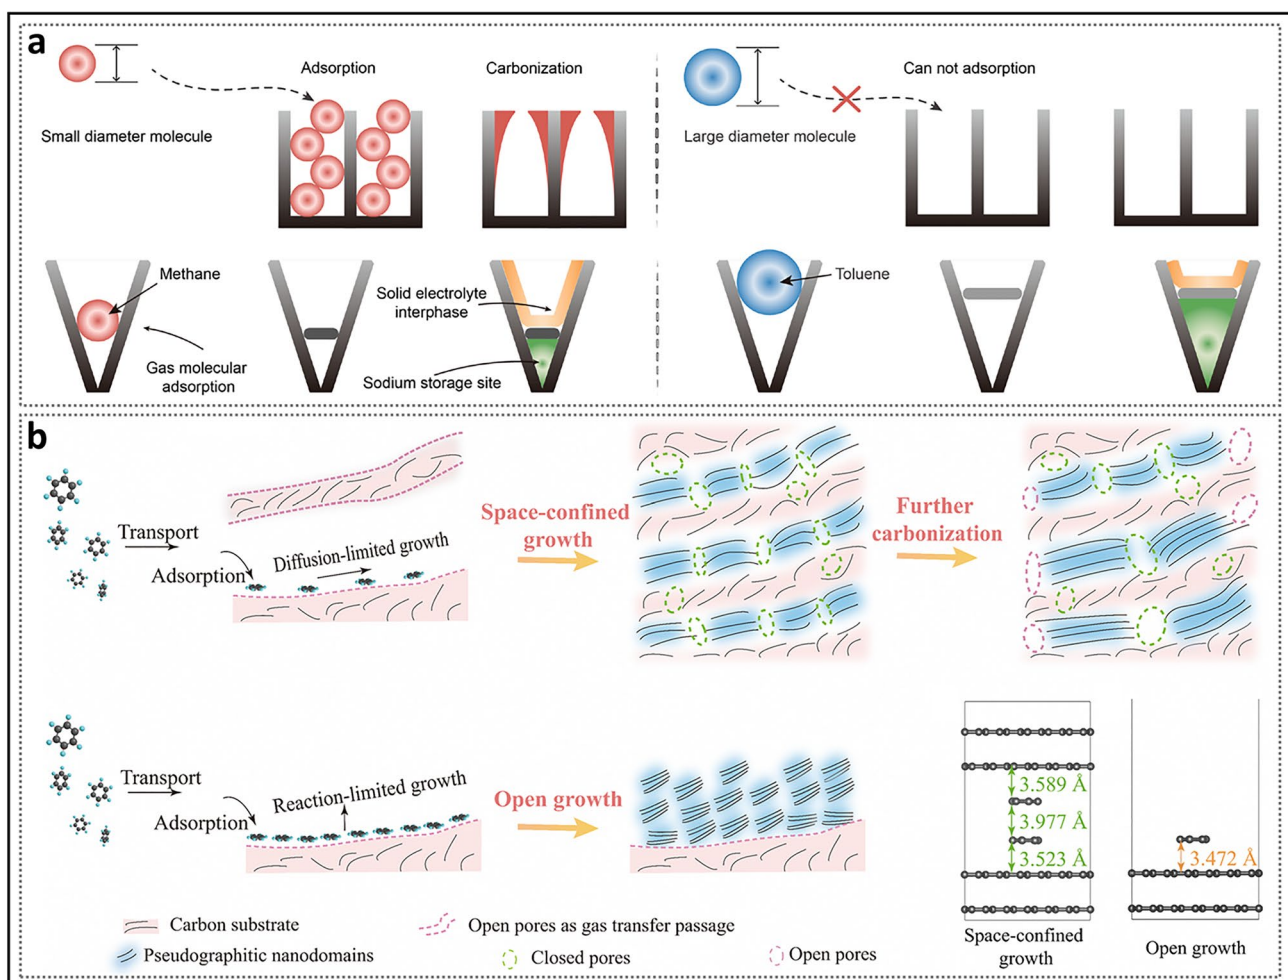 a
Adsorption
Carbonization
Can not adsorption
Small diameter molecule
Large diameter molecule
Methane
Solid electrolyte
interphase
Toluene
Gas molecular
adsorption
Sodium storage site
b
Transport
Adsorption
Diffusion-limited growth
Space-confined
growth
Further
carbonization
Transport
Adsorption
Reaction-limited growth
Open growth
3.589 Å
3.977 Å
3.523 Å
3.472 Å
Carbon substrate
Open pores as gas transfer passage
Pseudographitic nanodomains
Closed pores
Open pores
Space-confined
growth
Open growth